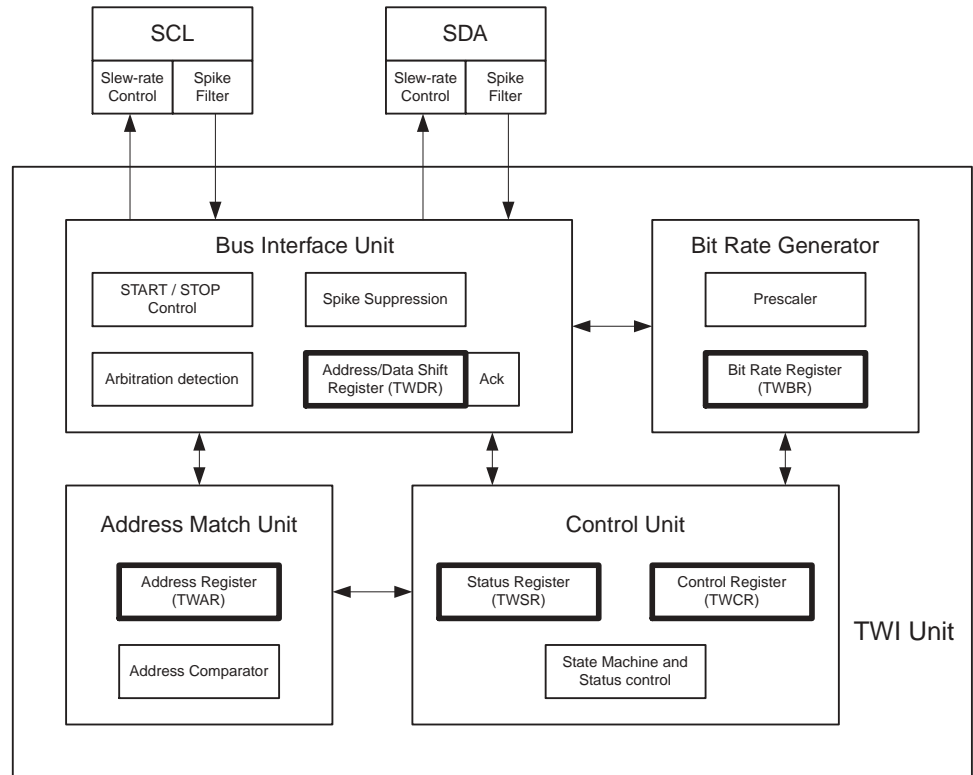 SCL
Slew-rate
Control
Spike
Filter
SDA
Slew-rate
Control
Spike
Filter
Bus Interface Unit
START / STOP
Control
Spike Suppression
Arbitration detection
Address/Data Shift
Register (TWDR)
Ack
Bit Rate Generator
Prescaler
Bit Rate Register
(TWBR)
Address Match Unit
Address Register
(TWAR)
Address Comparator
Control Unit
Status Register
(TWSR)
Control Register
(TWCR)
State Machine and
Status control
TWI Unit